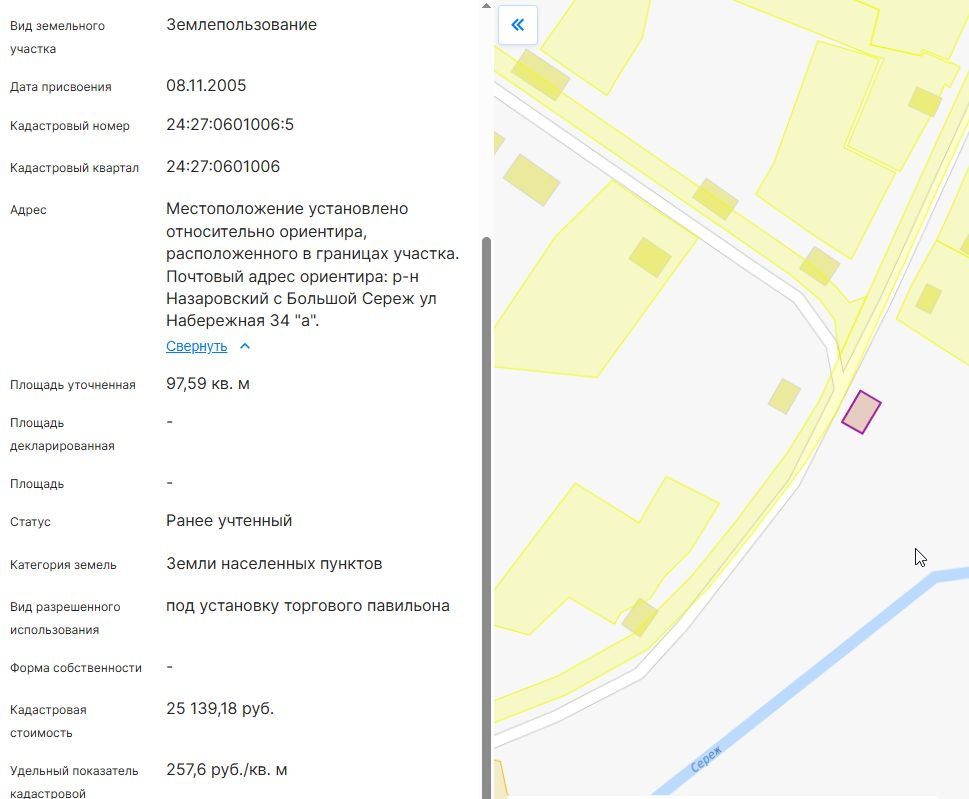 Вид земельного участка
Землепользование
Дата присвоения
08.11.2005
Кадастровый номер
24:27:0601006:5
Кадастровый квартал
24:27:0601006
Адрес
Местоположение установлено
относительно ориентира,
расположенного в границах участка.
Почтовый адрес ориентира: р-н
Назаровский с Большой Сереж ул
Набережная 34 "а".
Свернуть
Площадь уточненная
97,59 кв. м
Площадь
декларированная
-
Площадь
-
Статус
Ранее учтенный
Категория земель
Земли населенных пунктов
Вид разрешенного
использования
под установку торгового павильона
Форма собственности
-
Кадастровая
стоимость
25 139,18 руб.
Удельный показатель
кадастровой
257,6 руб./кв. м
Сереж